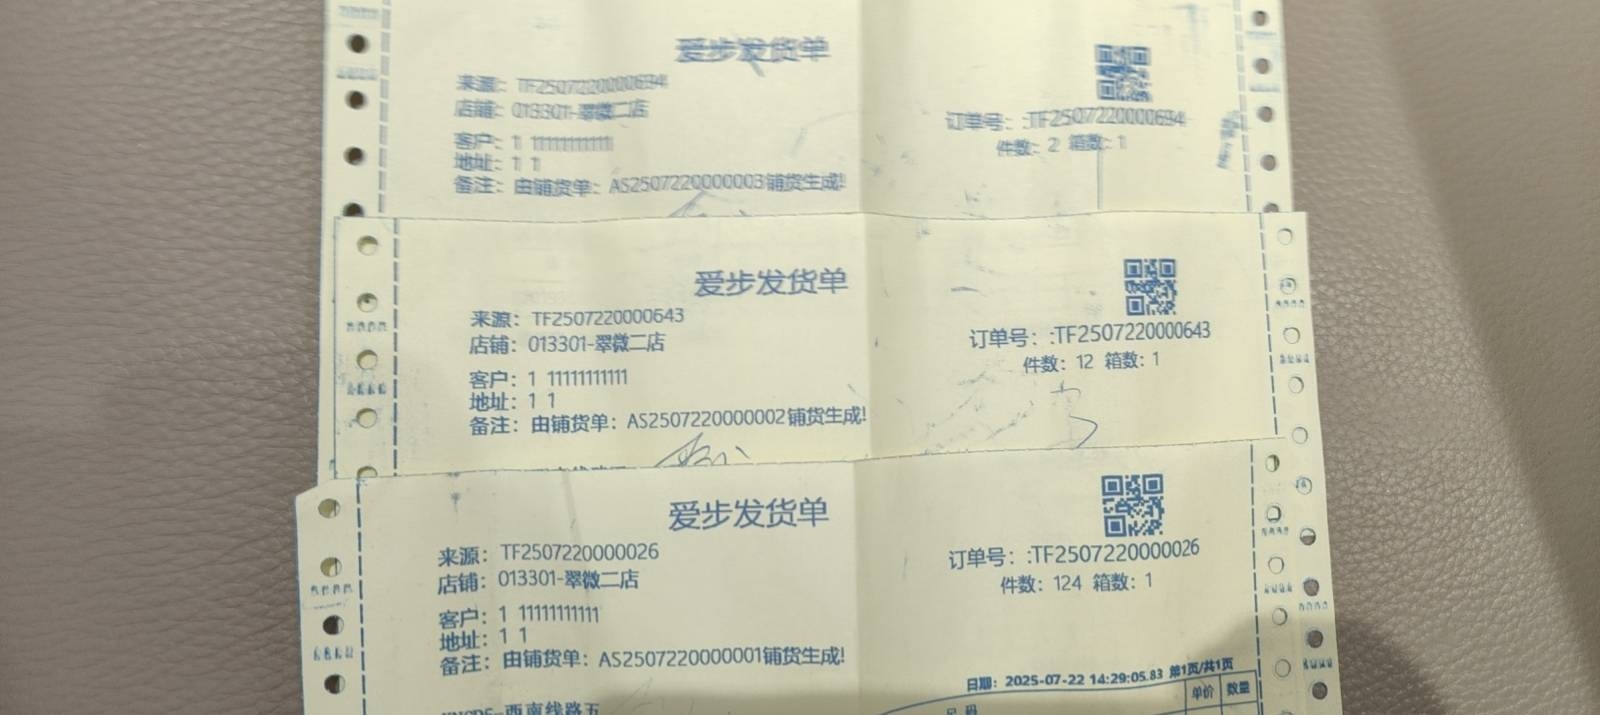 爱步发货单
来源：TF2507220000694
店铺：013301-翠微二店
订单号：:TF2507220000694
客户：1 11111111111
件数：2 箱数：1
地址：1 1
备注：由铺货单：AS2507220000003铺货生成!
爱步发货单
来源：TF2507220000643
店铺：013301-翠微二店
订单号：:TF2507220000643
客户：1 11111111111
件数：12 箱数：1
地址：1 1
备注：由铺货单：AS2507220000002铺货生成!
爱步发货单
来源：TF2507220000026
店铺：013301-翠微二店
订单号：:TF2507220000026
客户：1 11111111111
件数：124 箱数：1
地址：1 1
备注：由铺货单：AS2507220000001铺货生成!
日期：2025-07-22 14:29:05.83 第1页/共1页
单价 数量
尺 码
西南线路五